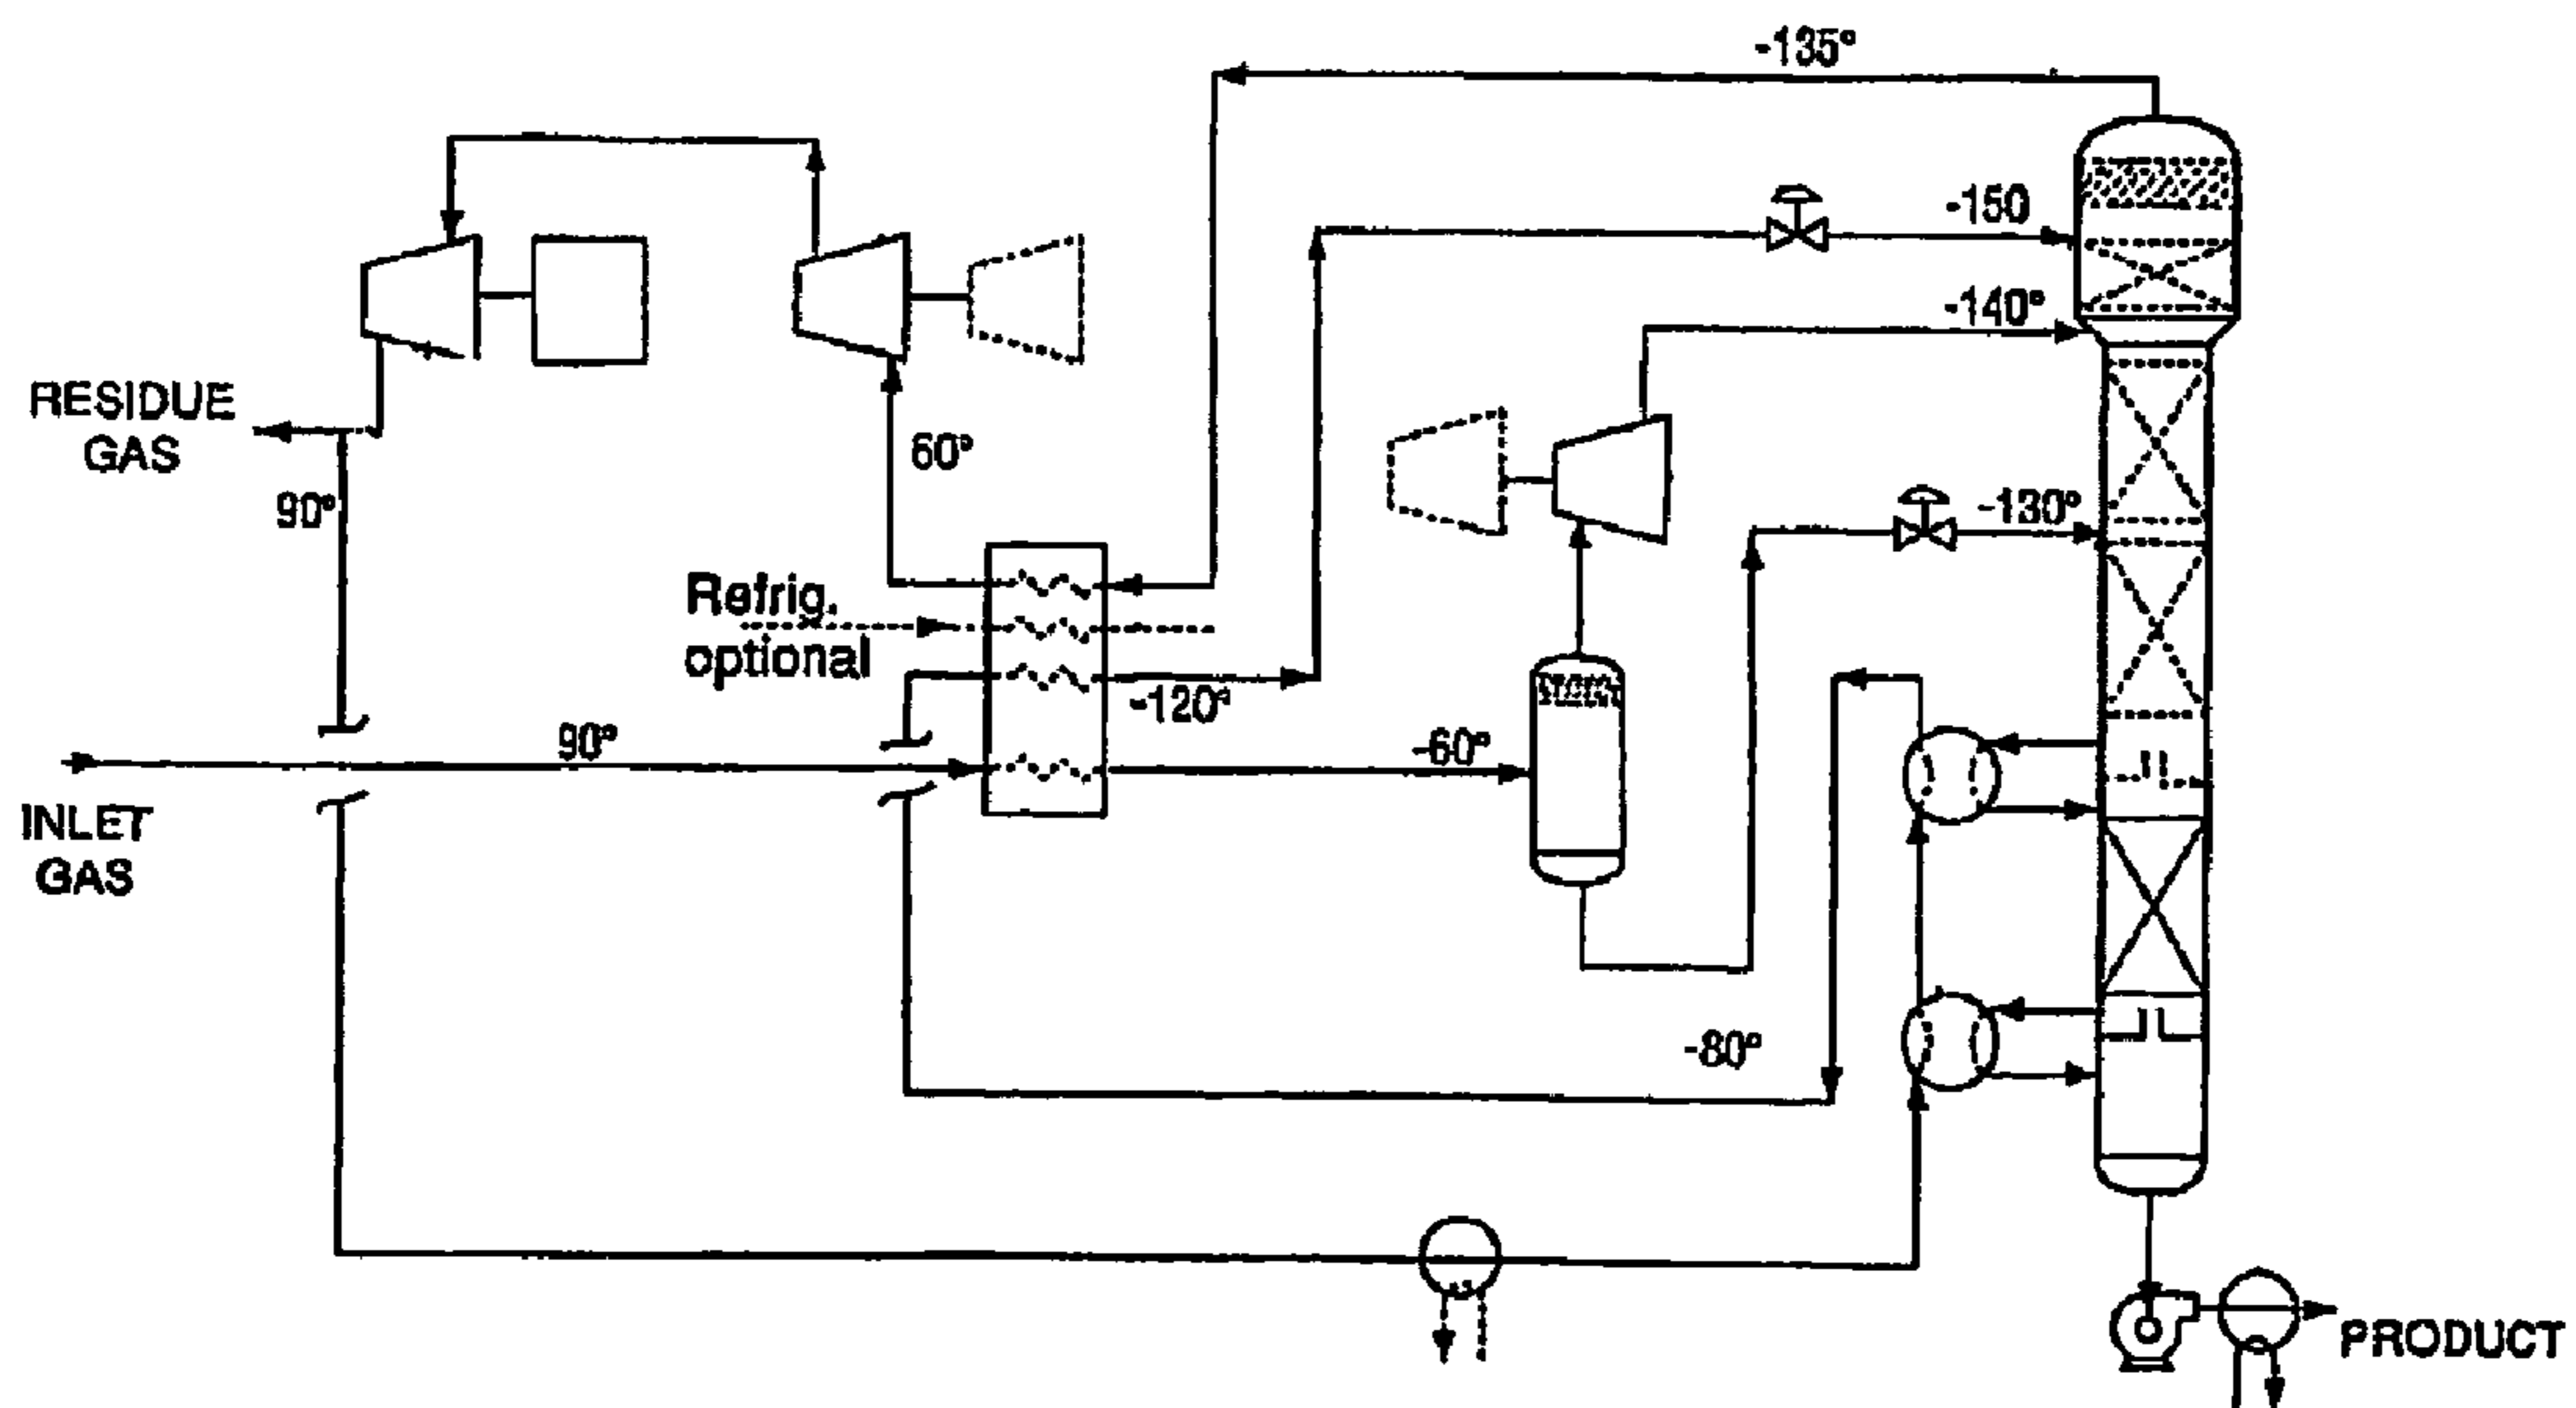 -135°
-150
-140°
RESIDUE
GAS
60°
90°
-130°
Refrig.
optional
-120°
90°
-60°
INLET
GAS
-80°
PRODUCT